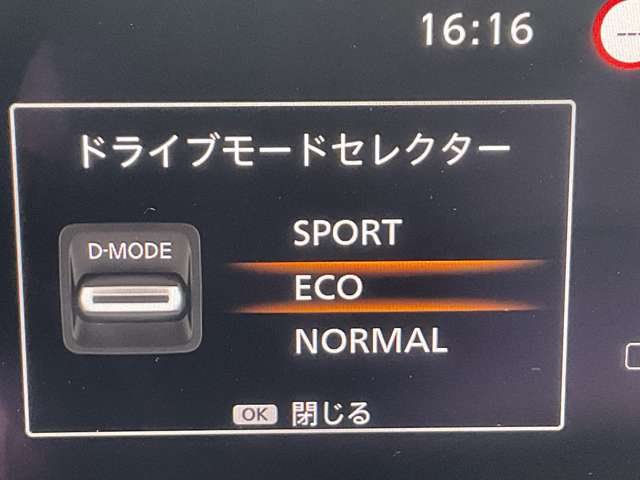 16:16
ドライブモードセレクター
D-MODE
SPORT
ECO
NORMAL
OK 閉じる